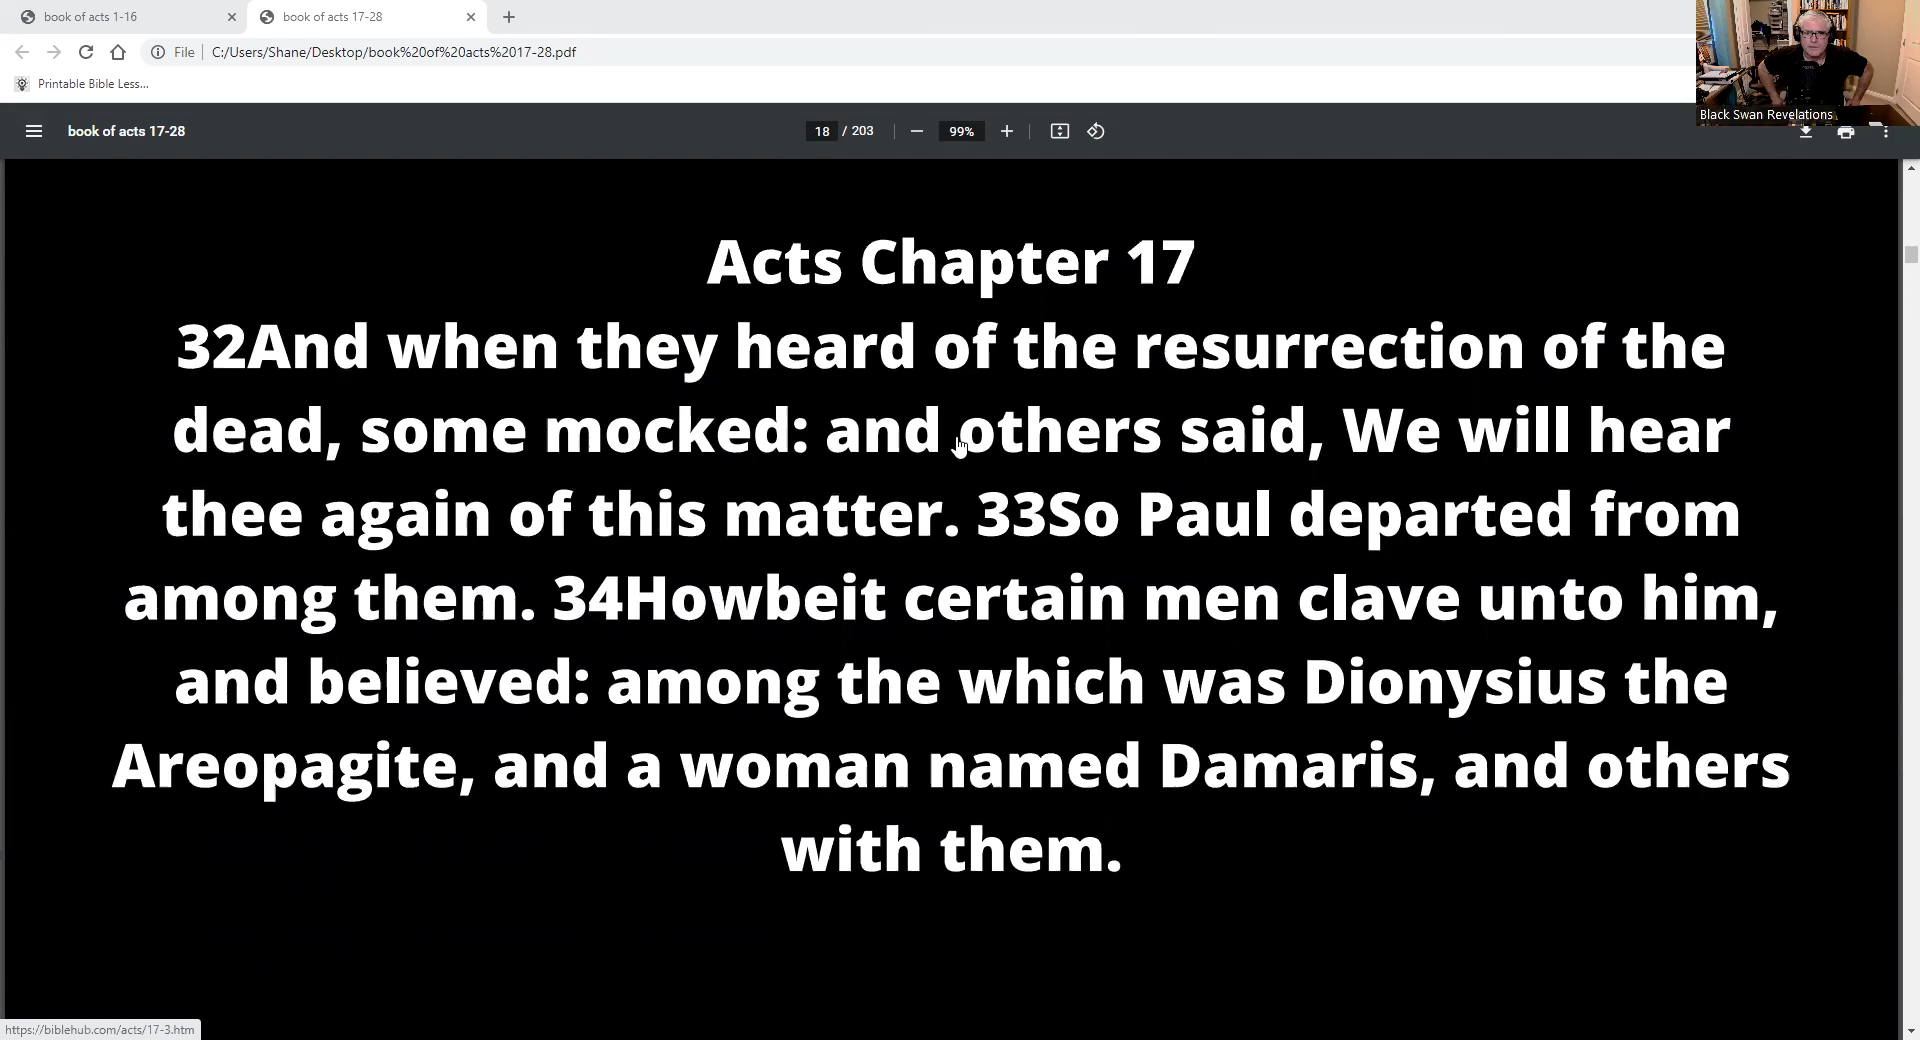 book of acts 1-16
book of acts 17-28
File
C:/Users/Shane/Desktop/book%20of%20acts%2017-28.pdf
Printable Bible Less...
Black Swan Revelations
book of acts 17-28
18 / 203
99%
Acts Chapter 17
32And when they heard of the resurrection of the
dead, some mocked: and others said, We will hear
thee again of this matter. 33So Paul departed from
among them. 34Howbeit certain men clave unto him,
and believed: among the which was Dionysius the
Areopagite, and a woman named Damaris, and others
with them.
https://biblehub.com/acts/17-3.htm